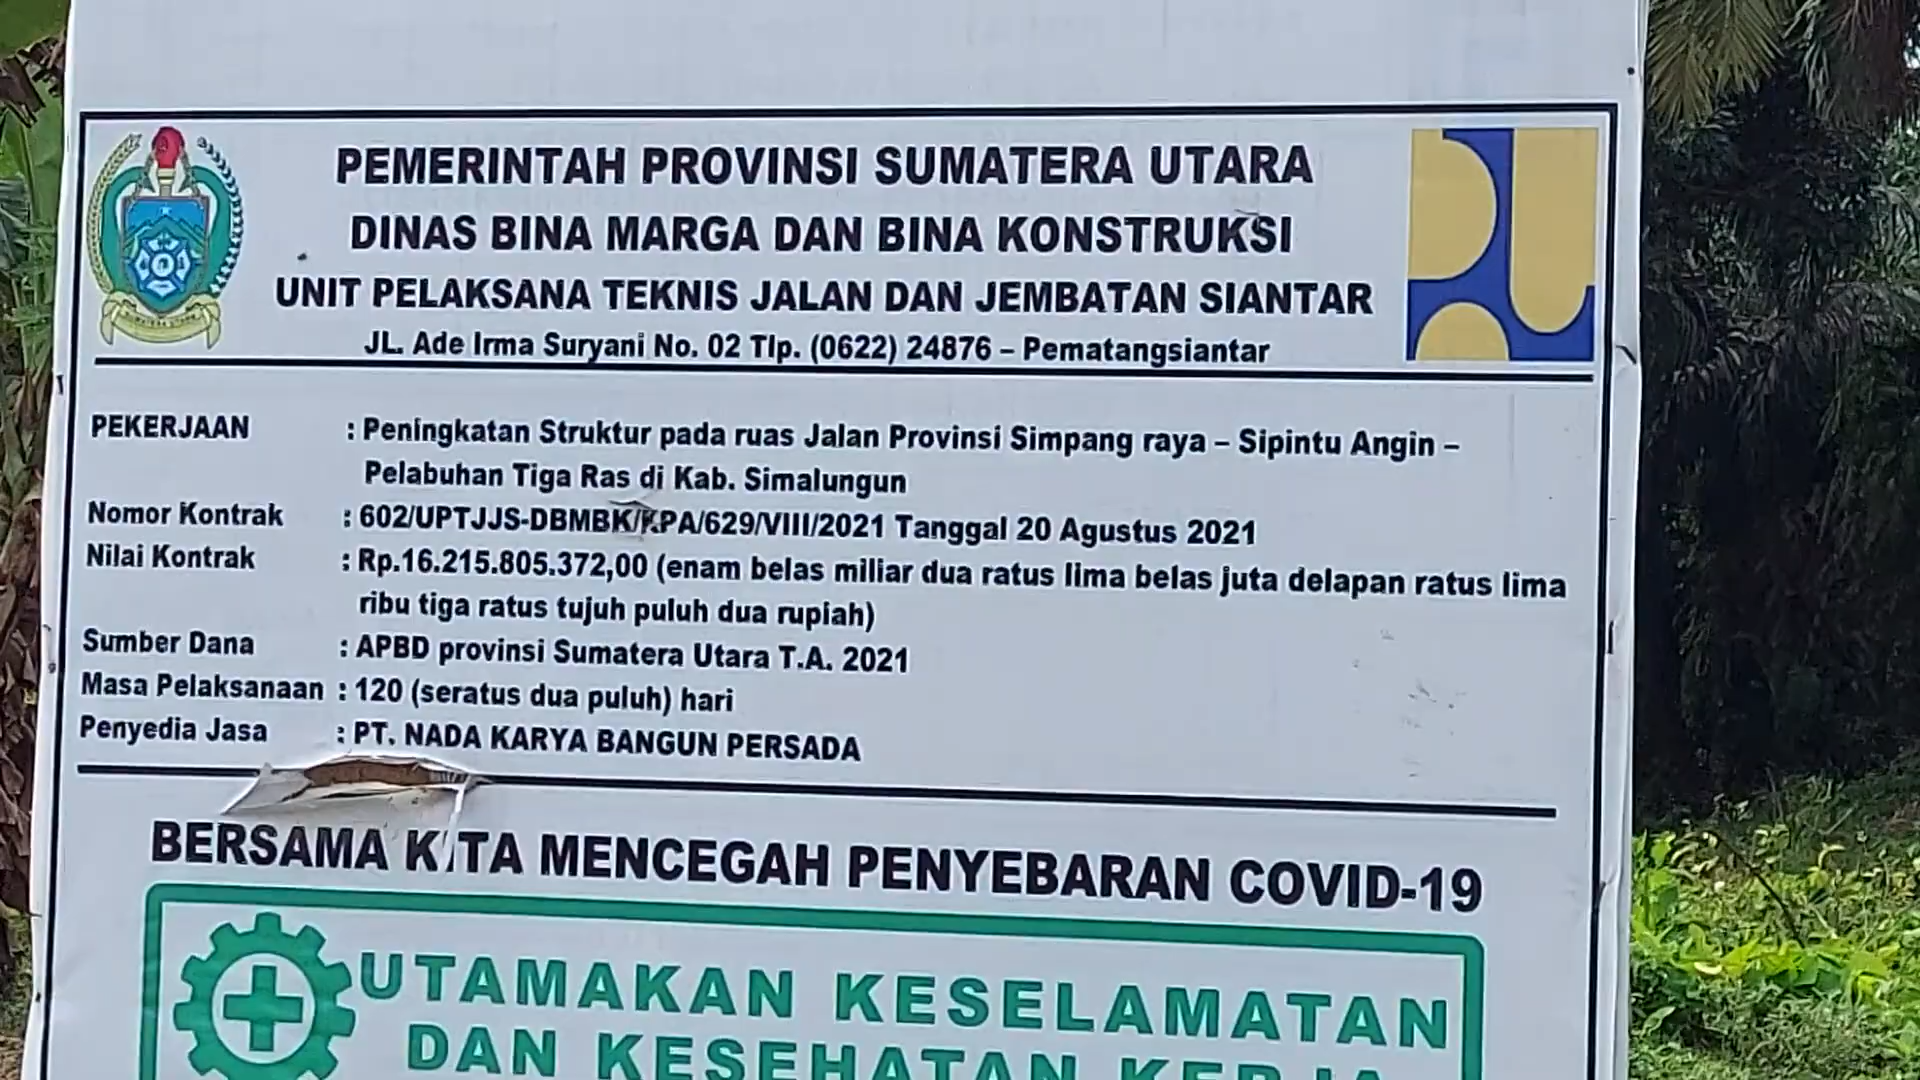 PEMERINTAH PROVINSI SUMATERA UTARA
DINAS BINA MARGA DAN BINA KONSTRUKSI
UNIT PELAKSANA TEKNIS JALAN DAN JEMBATAN SIANTAR
JL. Ade Irma Suryani No. 02 Tlp. (0622) 24876 – Pematangsiantar
SUMATERA UTARA
PEKERJAAN : Peningkatan Struktur pada ruas Jalan Provinsi Simpang raya – Sipintu Angin –
Pelabuhan Tiga Ras di Kab. Simalungun
Nomor Kontrak : 602/UPTJJS-DBMBK/KPA/629/VIII/2021 Tanggal 20 Agustus 2021
Nilai Kontrak : Rp.16.215.805.372,00 (enam belas miliar dua ratus lima belas juta delapan ratus lima
ribu tiga ratus tujuh puluh dua rupiah)
Sumber Dana : APBD provinsi Sumatera Utara T.A. 2021
Masa Pelaksanaan : 120 (seratus dua puluh) hari
Penyedia Jasa : PT. NADA KARYA BANGUN PERSADA
BERSAMA KITA MENCEGAH PENYEBARAN COVID-19
UTAMAKAN KESELAMATAN
DAN KESEHATAN KERJA